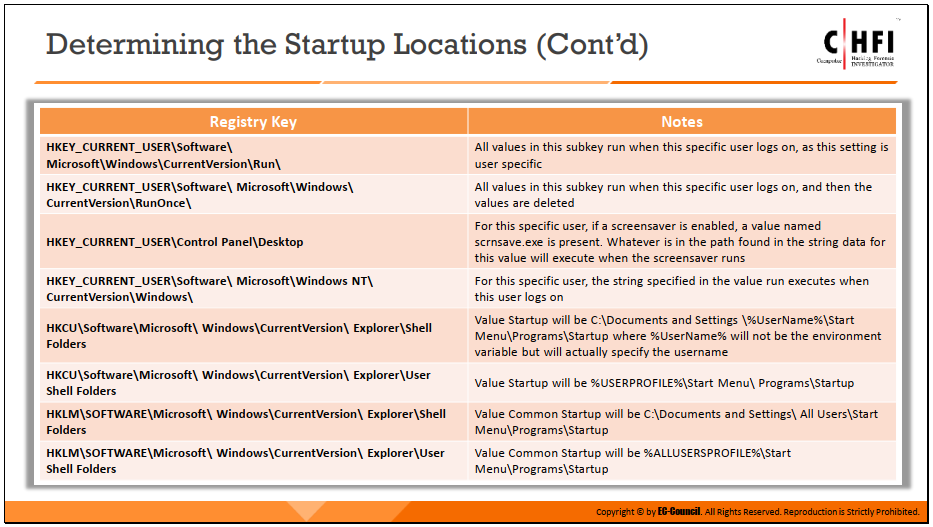 Determining the Startup Locations (Cont'd)
CHFI
Computer Hacking Forensic
INVESTIGATOR
Registry Key
Notes
HKEY_CURRENT_USER\Software\
Microsoft\Windows\CurrentVersion\Run\
All values in this subkey run when this specific user logs on, as this setting is
user specific
HKEY_CURRENT_USER\Software\ Microsoft\Windows\
CurrentVersion\RunOnce\
All values in this subkey run when this specific user logs on, and then the
values are deleted
HKEY_CURRENT_USER\Control Panel\Desktop
For this specific user, if a screensaver is enabled, a value named
scrnsave.exe is present. Whatever is in the path found in the string data for
this value will execute when the screensaver runs
HKEY_CURRENT_USER\Software\ Microsoft\Windows NT\
CurrentVersion\Windows\
For this specific user, the string specified in the value run executes when
this user logs on
HKCU\Software\Microsoft\ Windows\CurrentVersion\ Explorer\Shell
Folders
Value Startup will be C:\Documents and Settings \%UserName%\Start
Menu\Programs\Startup where %UserName% will not be the environment
variable but will actually specify the username
HKCU\Software\Microsoft\ Windows\CurrentVersion\ Explorer\User
Shell Folders
Value Startup will be %USERPROFILE%\Start Menu\ Programs\Startup
HKLM\SOFTWARE\Microsoft\ Windows\CurrentVersion\ Explorer\Shell
Folders
Value Common Startup will be C:\Documents and Settings\ All Users\Start
Menu\Programs\Startup
HKLM\SOFTWARE\Microsoft\ Windows\CurrentVersion\ Explorer\User
Shell Folders
Value Common Startup will be %ALLUSERSPROFILE%\Start
Menu\Programs\Startup
Copyright © by EC-Council. All Rights Reserved. Reproduction is Strictly Prohibited.